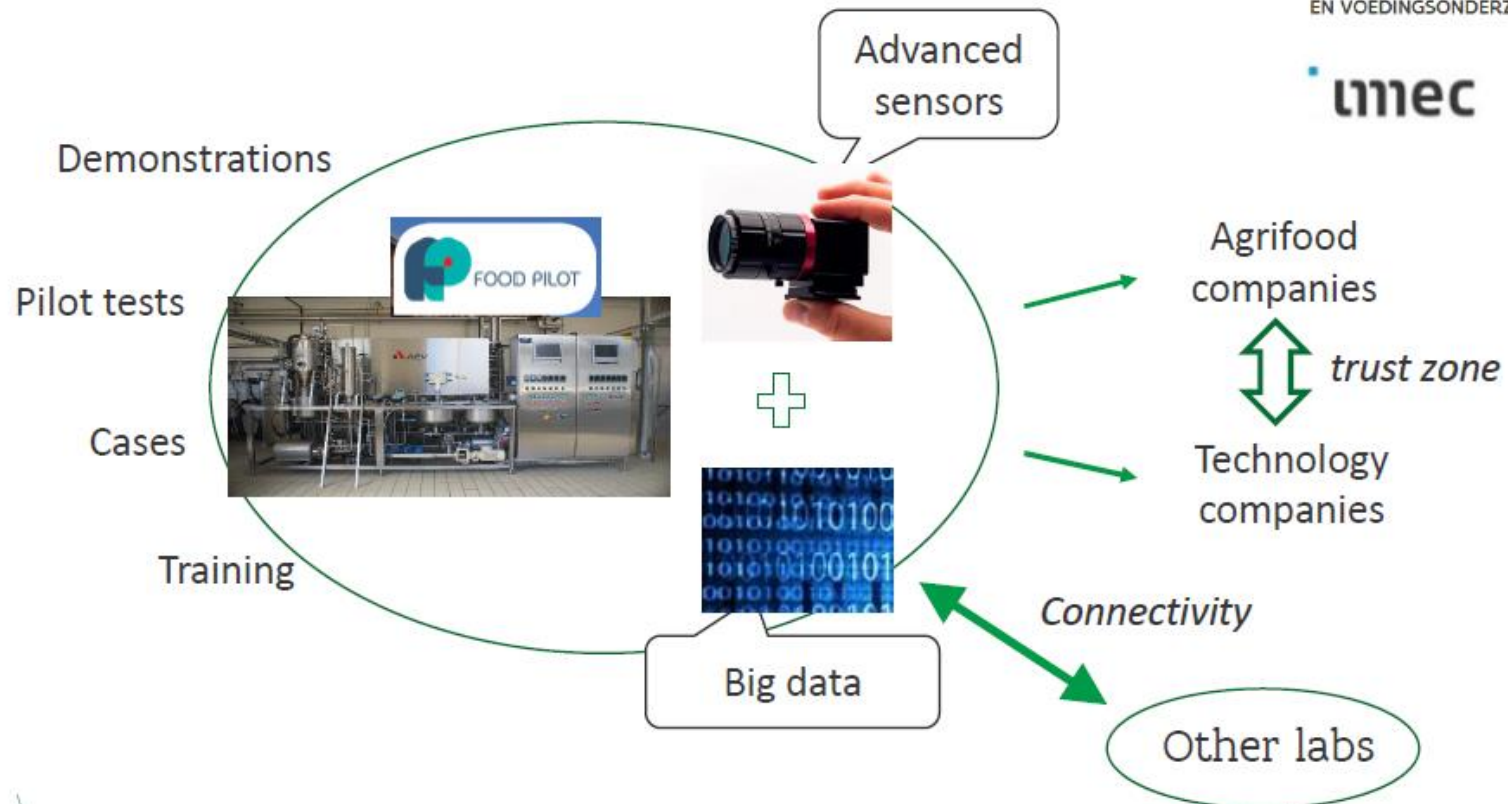 EN VOEDINGSONDERZ
imec
Advanced
sensors
Demonstrations
FOOD PILOT
Pilot tests
Agrifood
companies
trust zone
Cases
Technology
companies
Training
Connectivity
Big data
Other labs